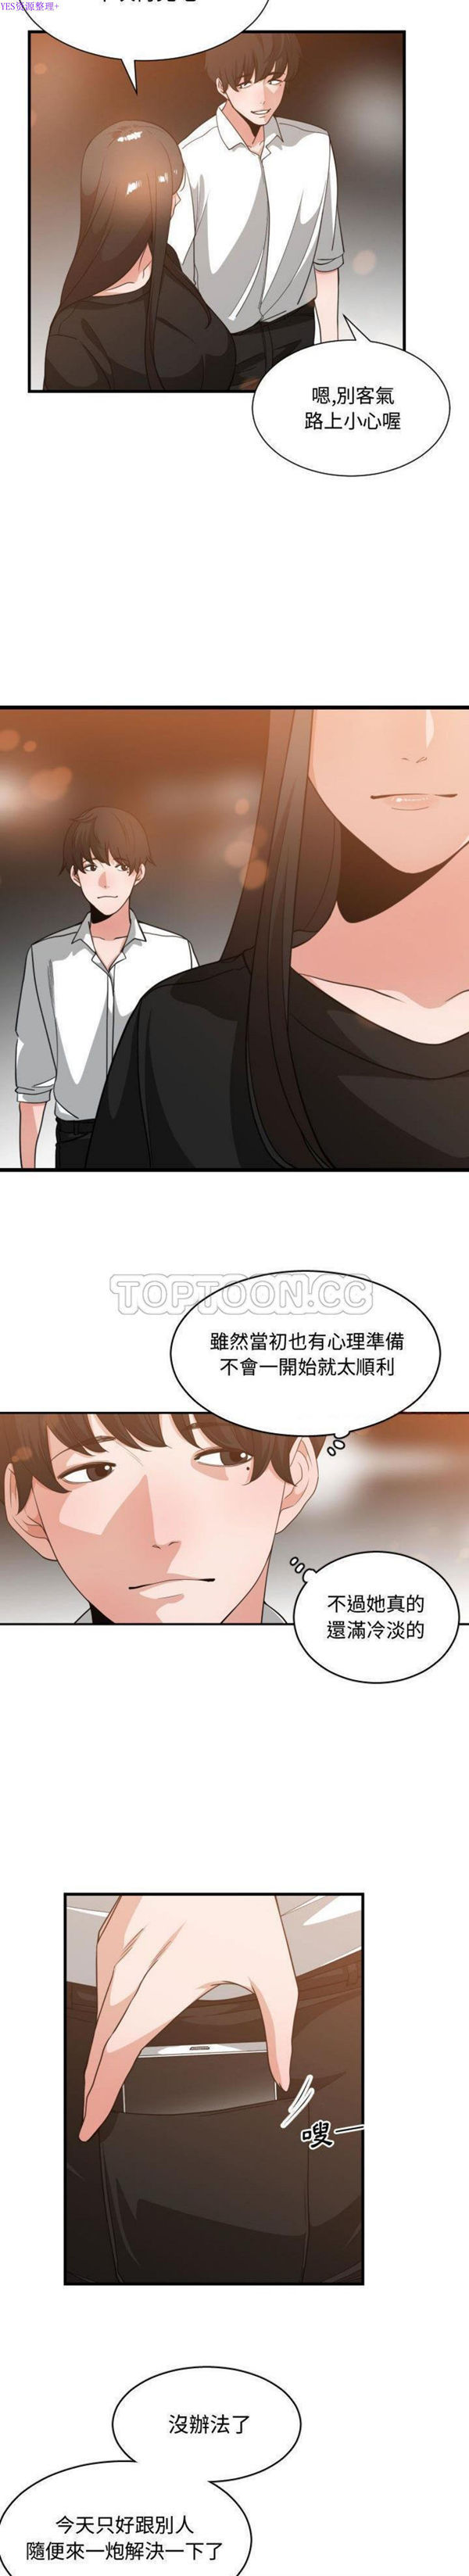 YES资源整理+
嗯,別客氣
路上小心喔
TOPTOON.CC
雖然當初也有心理準備
不會一開始就太順利
不過她真的
還滿冷淡的
嗖一
沒辦法了
今天只好跟別人
隨便來一炮解決一下了